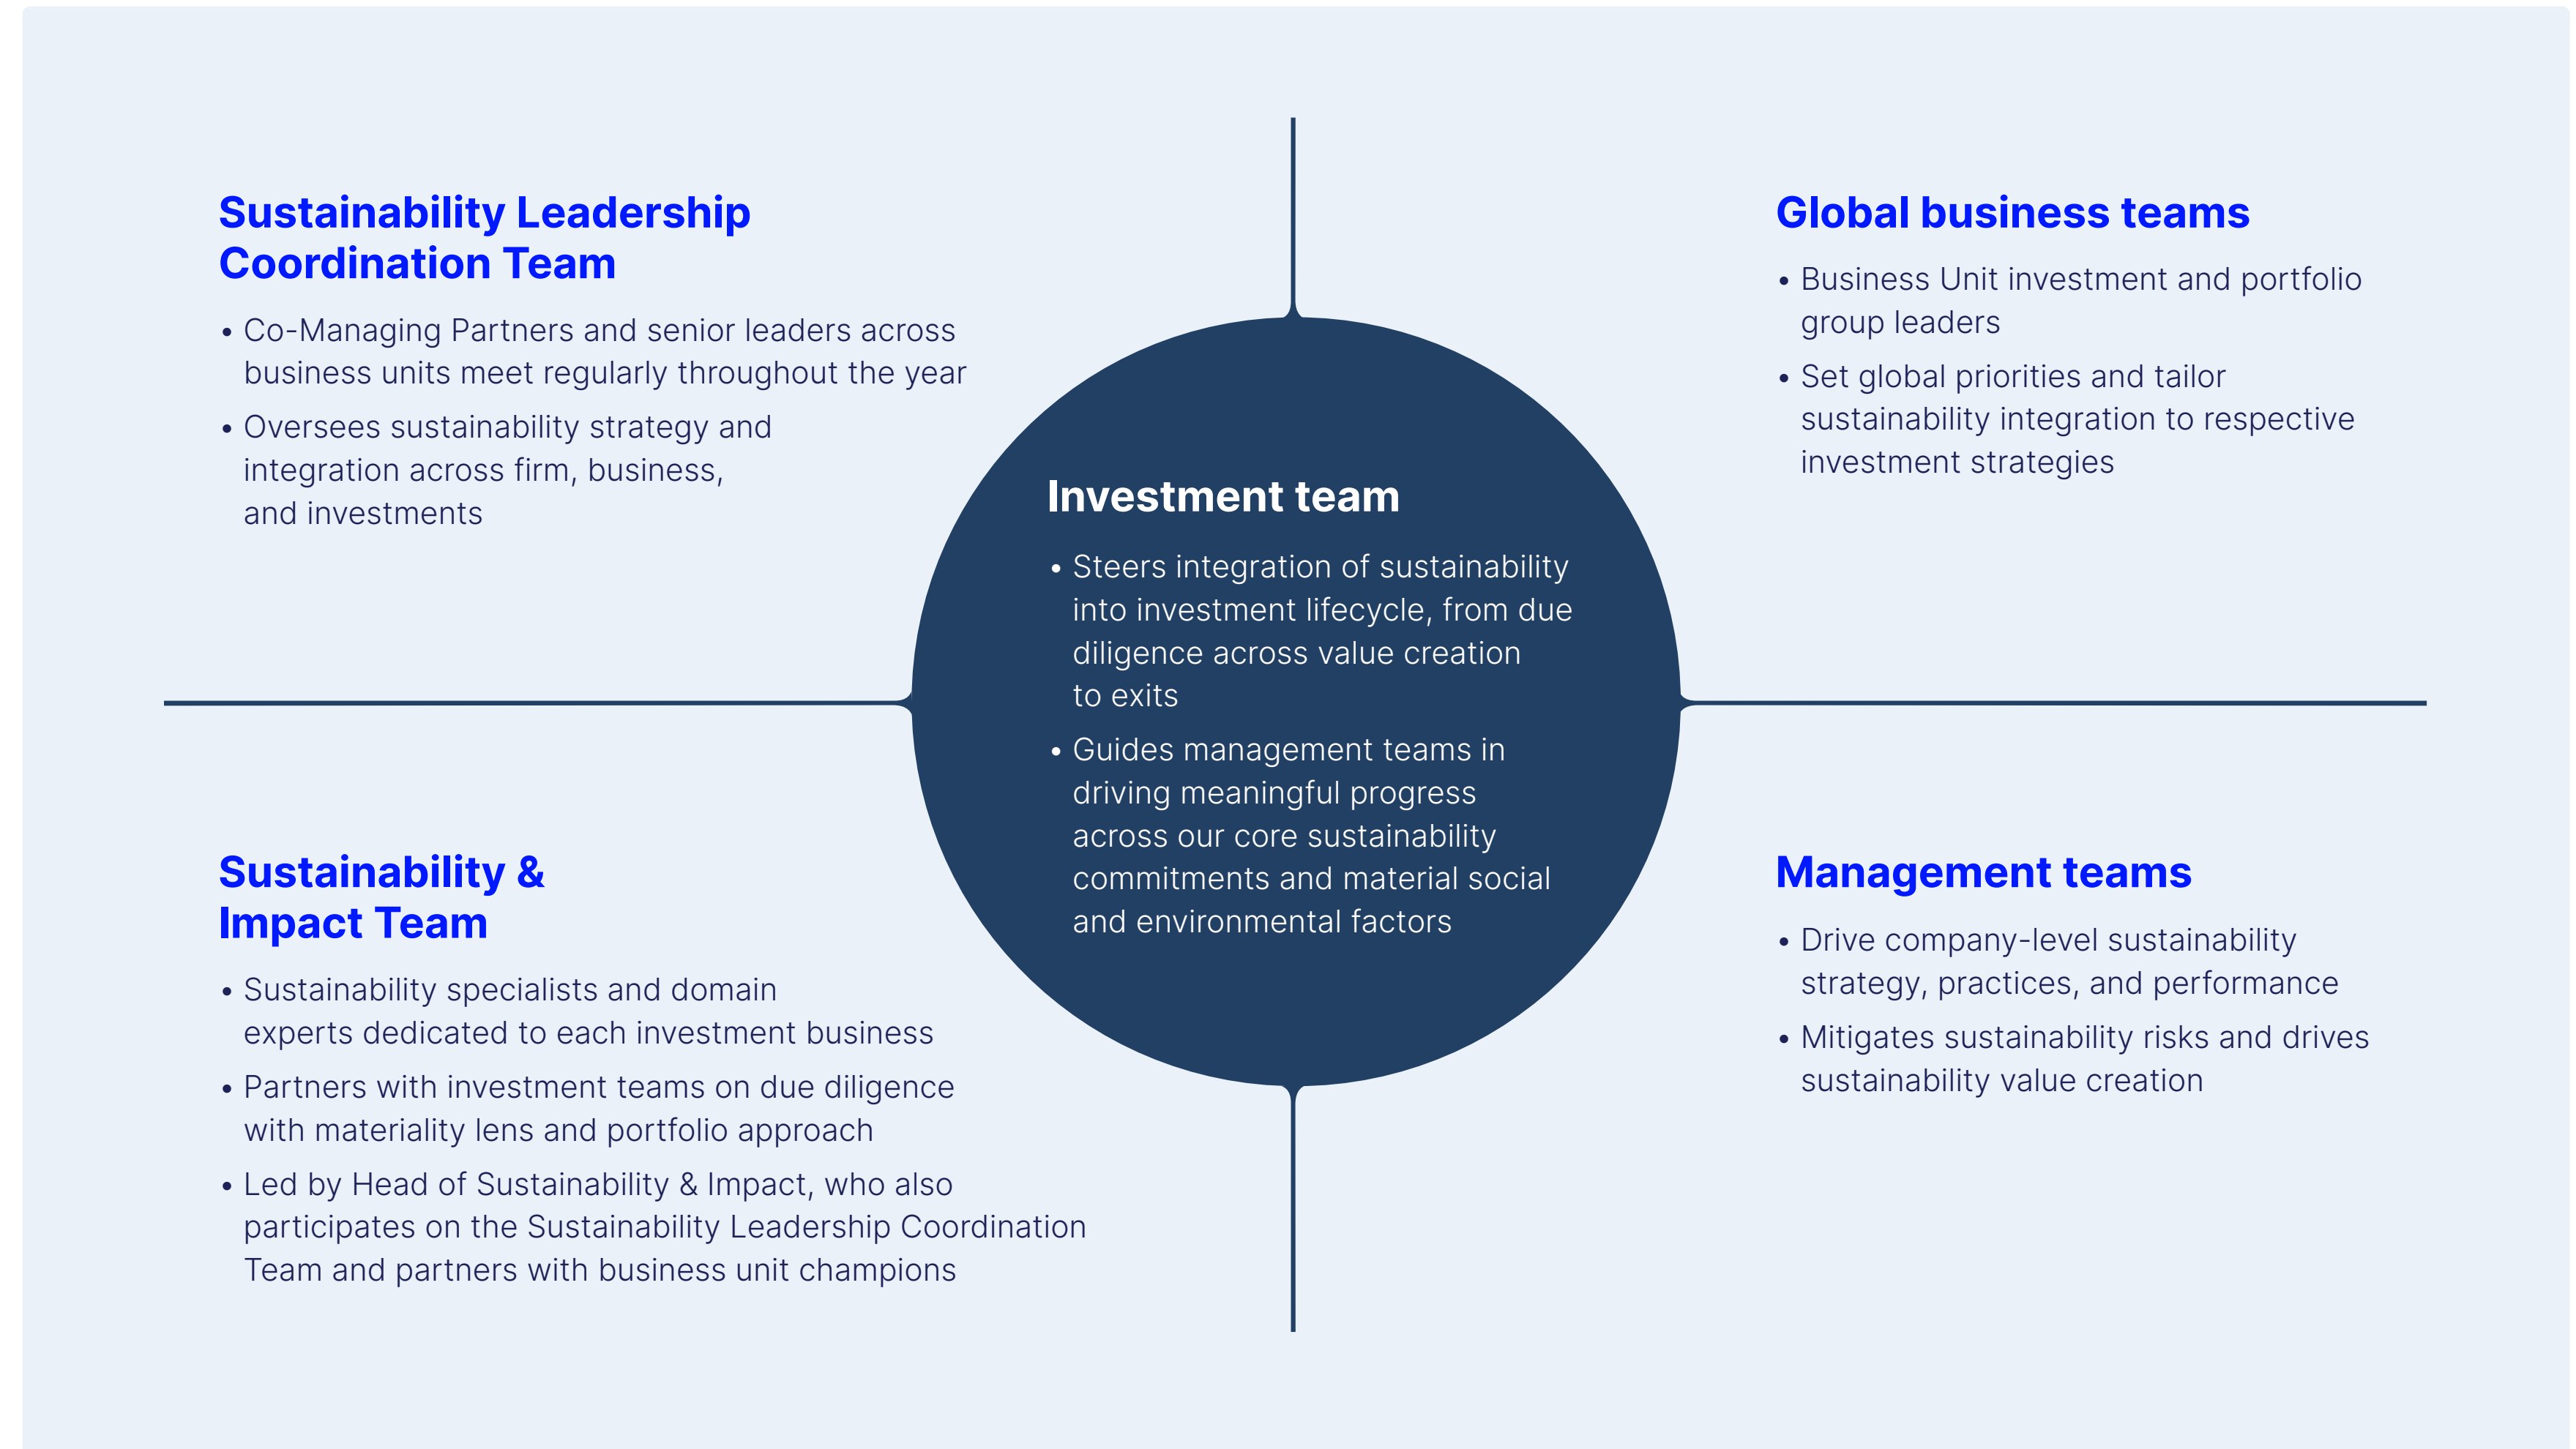 Sustainability Leadership
Coordination Team
• Co-Managing Partners and senior leaders across
business units meet regularly throughout the year
• Oversees sustainability strategy and
integration across firm, business,
and investments
Global business teams
• Business Unit investment and portfolio
group leaders
• Set global priorities and tailor
sustainability integration to respective
investment strategies
Investment team
• Steers integration of sustainability
into investment lifecycle, from due
diligence across value creation
to exits
• Guides management teams in
driving meaningful progress
across our core sustainability
commitments and material social
and environmental factors
Sustainability &
Impact Team
• Sustainability specialists and domain
experts dedicated to each investment business
• Partners with investment teams on due diligence
with materiality lens and portfolio approach
• Led by Head of Sustainability & Impact, who also
participates on the Sustainability Leadership Coordination
Team and partners with business unit champions
Management teams
• Drive company-level sustainability
strategy, practices, and performance
• Mitigates sustainability risks and drives
sustainability value creation